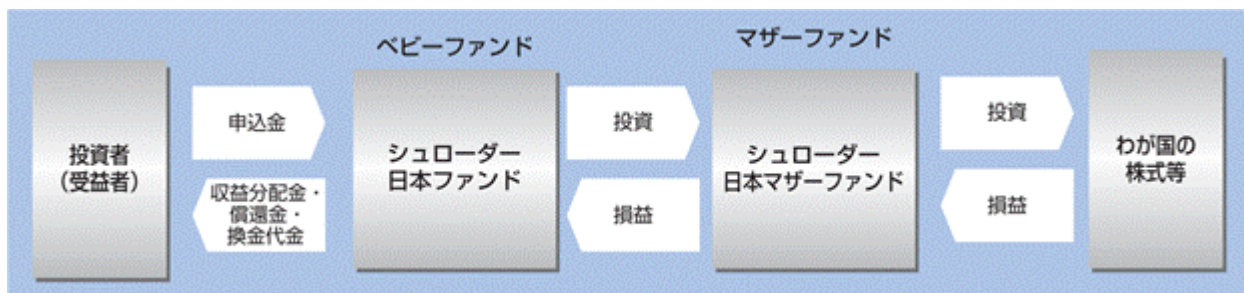 ベビーファンド
マザーファンド
投資者
（受益者）
申込金
収益分配金・
償還金・
換金代金
シュローダー
日本ファンド
投資
損益
シュローダー
日本マザーファンド
投資
損益
わが国の
株式等